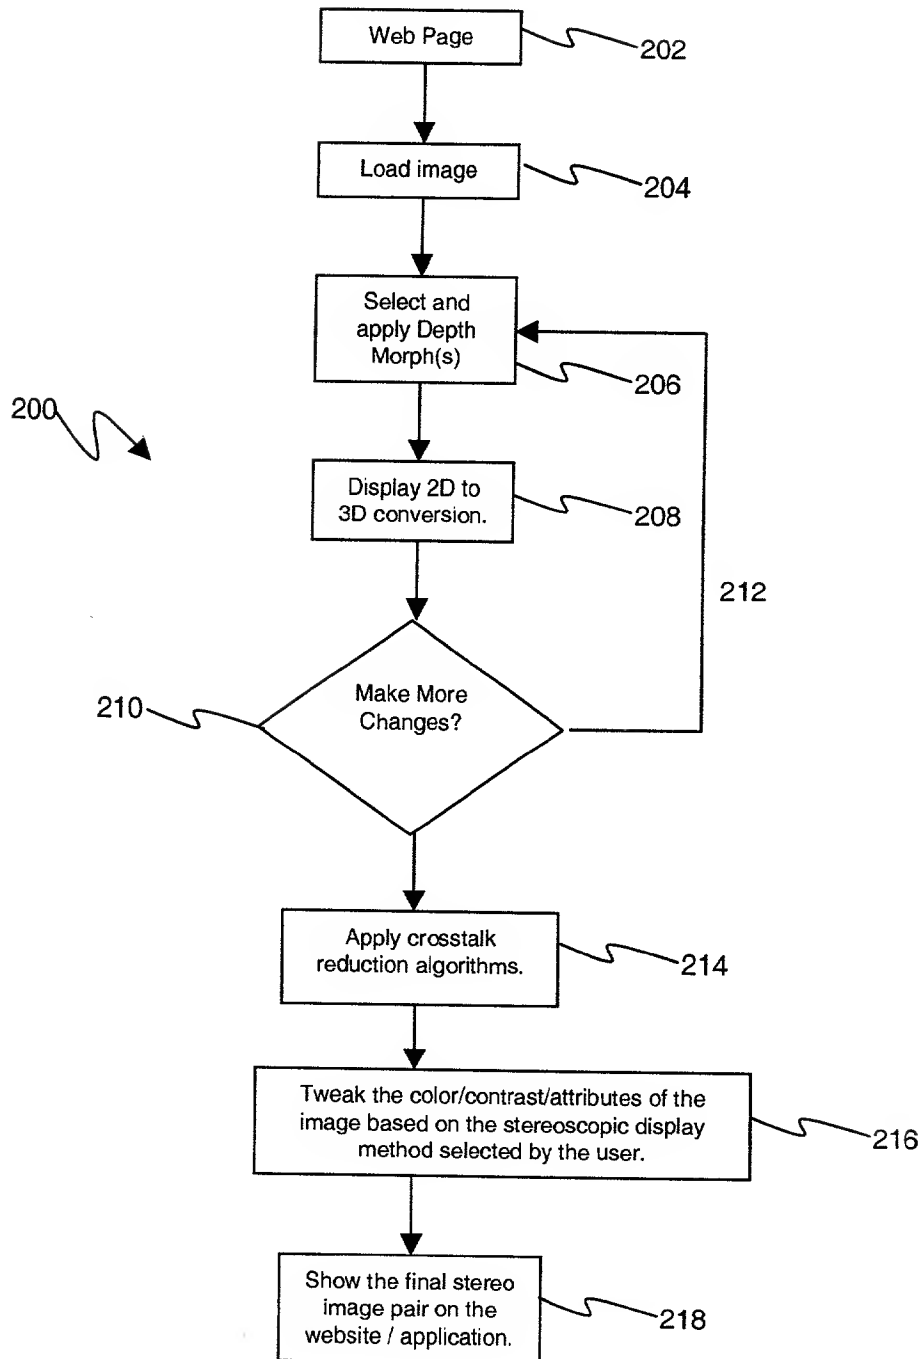 Web Page
202
Load image
204
Select and
apply Depth
Morph(s)
206
200
Display 2D to
3D conversion.
208
212
Make More
Changes?
210
Apply crosstalk
reduction algorithms.
214
Tweak the color/contrast/attributes of the
image based on the stereoscopic display
method selected by the user.
216
Show the final stereo
image pair on the
website / application.
218